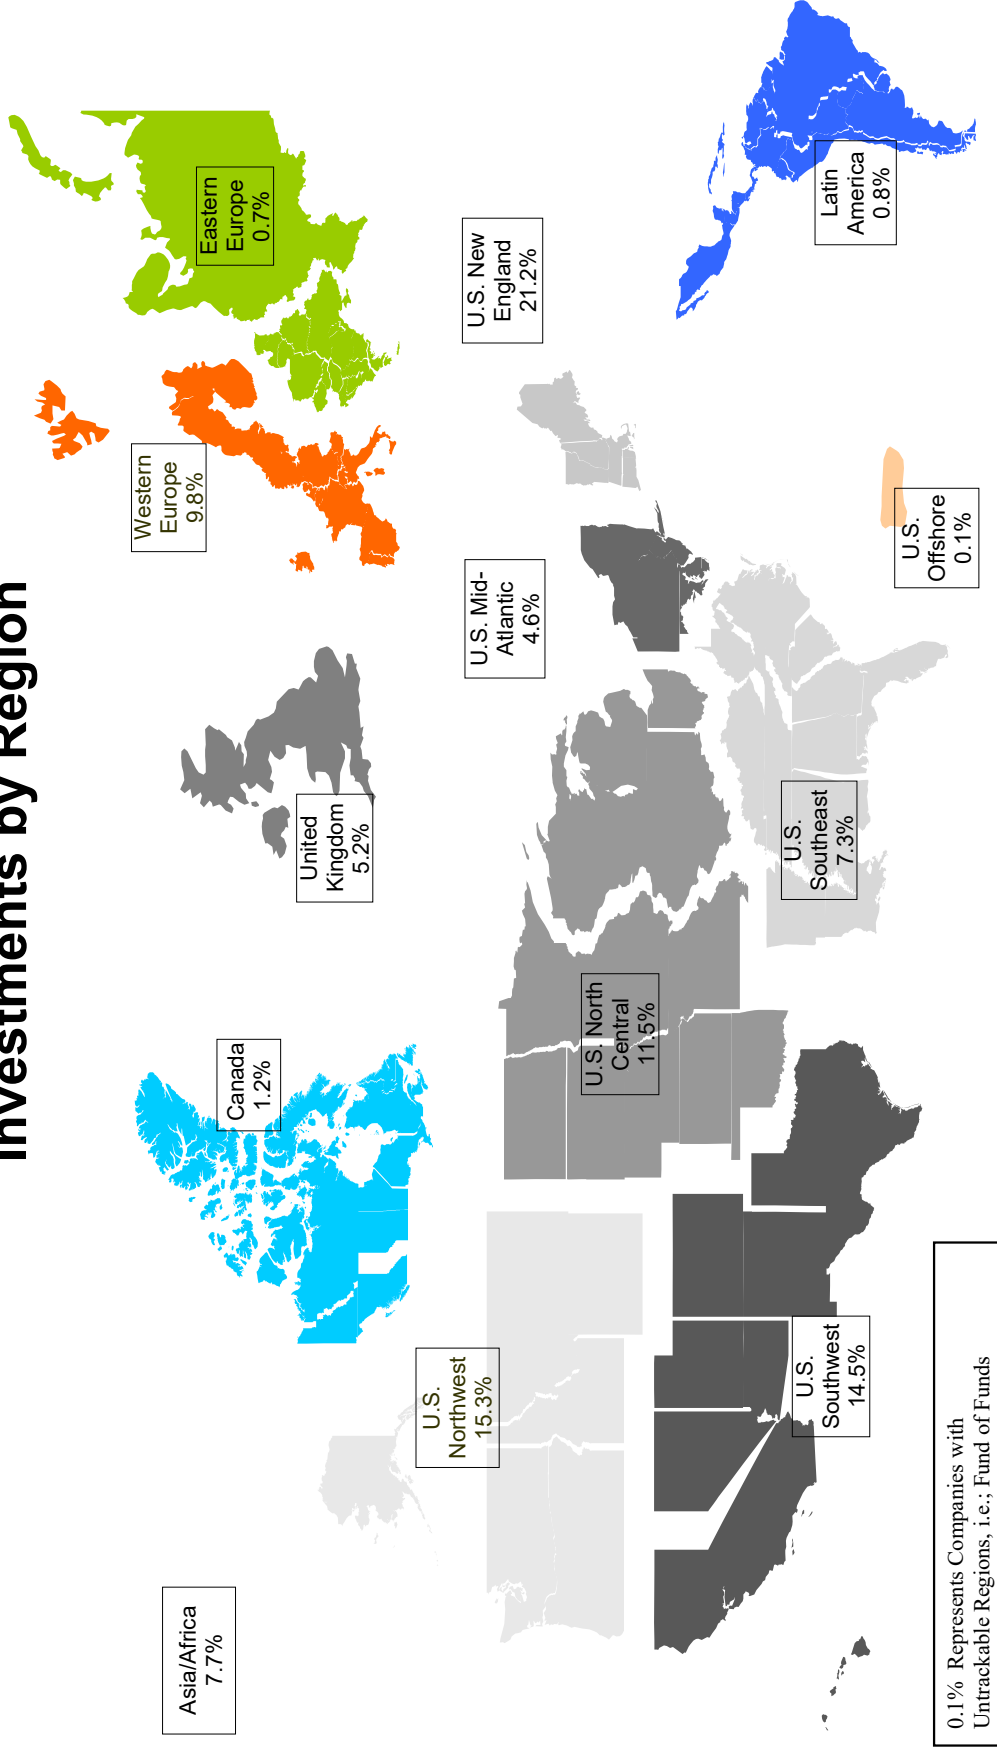 Investments by Region
Asia/Africa
7.7%
Canada
1.2%
United
Kingdom
5.2%
Western
Europe
9.8%
Eastern
Europe
0.7%
U.S.
Northwest
15.3%
U.S. North
Central
11.5%
U.S. Mid-
Atlantic
4.6%
U.S. New
England
21.2%
U.S.
Southwest
14.5%
U.S.
Southeast
7.3%
U.S.
Offshore
0.1%
Latin
America
0.8%
0.1% Represents Companies with
Untrackable Regions, i.e.; Fund of Funds